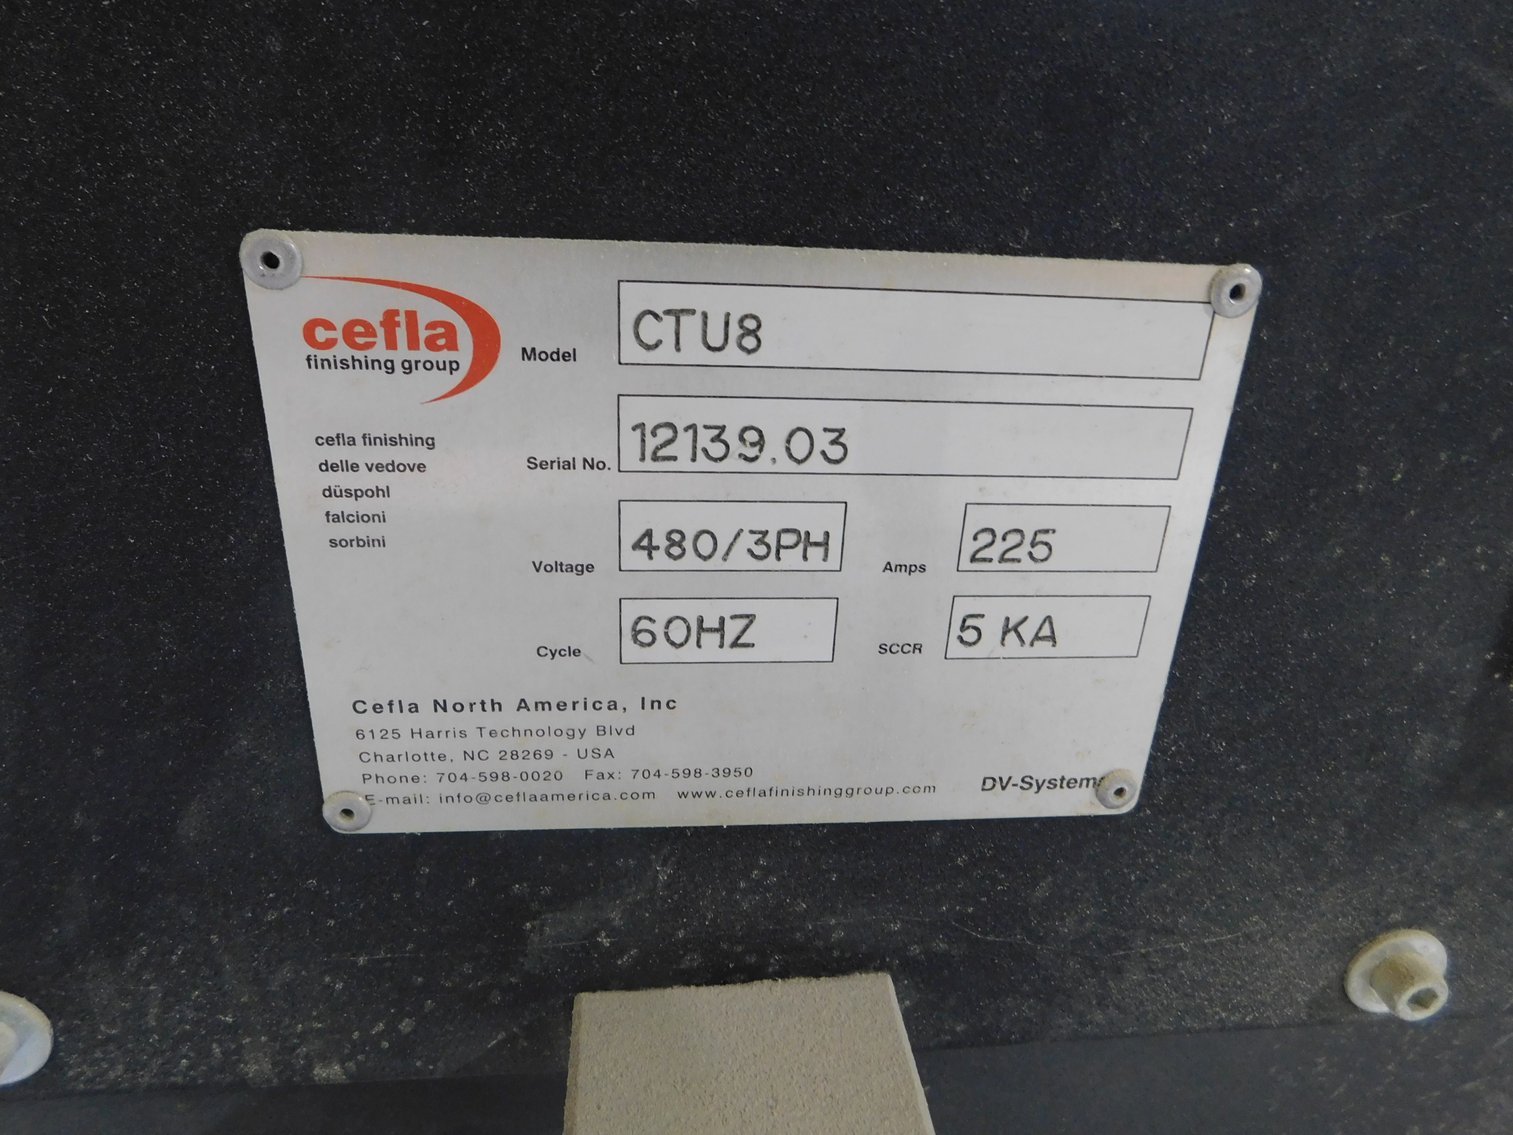 cefla
finishing group
cefla finishing
delle vedove
düspohl
falcioni
sorbini
Model CTU8
Serial No. 12139.03
Voltage 480/3PH Amps 225
Cycle 60HZ SCCR 5 KA
Cefla North America, Inc
6125 Harris Technology Blvd
Charlotte, NC 28269 - USA
Phone: 704-598-0020 Fax: 704-598-3950
E-mail: info@ceflaamerica.com www.ceflafinishinggroup.com
DV-Systems